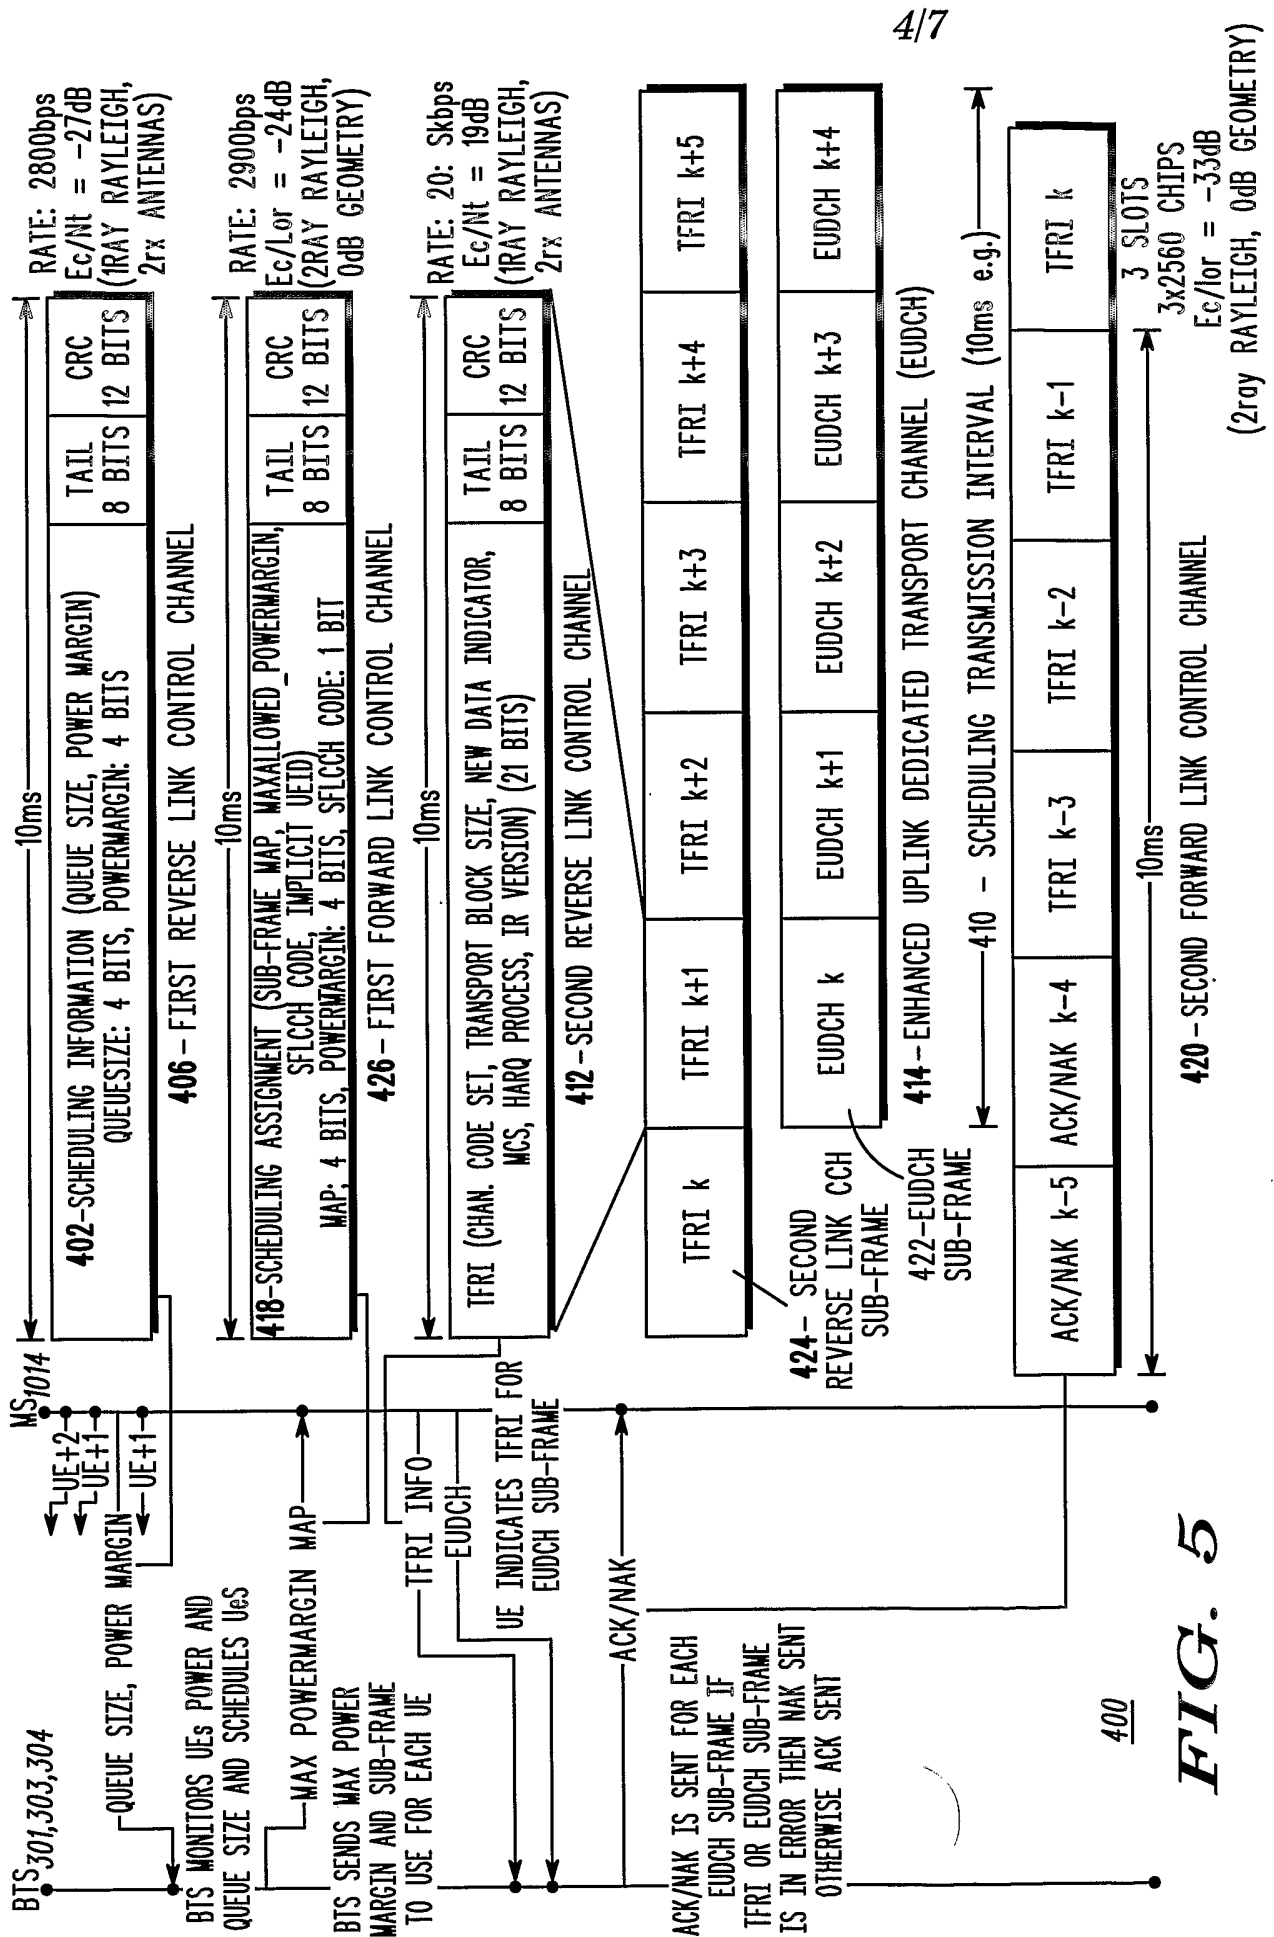 4/7
BTS 301,303,304
MS 1014
UE+2
UE+1
UE+1
QUEUE SIZE, POWER MARGIN
BTS MONITORS UEs POWER AND
QUEUE SIZE AND SCHEDULES UeS
MAX POWERMARGIN MAP
BTS SENDS MAX POWER
MARGIN AND SUB-FRAME
TO USE FOR EACH UE
TFRI INFO
EUDCH
UE INDICATES TFRI FOR
EUDCH SUB-FRAME
ACK/NAK
ACK/NAK IS SENT FOR EACH
EUDCH SUB-FRAME IF
TFRI OR EUDCH SUB-FRAME
IS IN ERROR THEN NAK SENT
OTHERWISE ACK SENT
10ms
402-SCHEDULING INFORMATION (QUEUE SIZE, POWER MARGIN)
QUEUESIZE: 4 BITS, POWERMARGIN: 4 BITS
TAIL
8 BITS
CRC
12 BITS
RATE: 2800bps
Ec/Nt = -27dB
(1RAY RAYLEIGH,
2rx ANTENNAS)
406-FIRST REVERSE LINK CONTROL CHANNEL
10ms
418-SCHEDULING ASSIGNMENT (SUB-FRAME MAP, MAXALLOWED_POWERMARGIN,
SFLCCH CODE, IMPLICIT UEID)
MAP: 4 BITS, POWERMARGIN: 4 BITS, SFLCCH CODE: 1 BIT
TAIL
8 BITS
CRC
12 BITS
RATE: 2900bps
Ec/Lor = -24dB
(2RAY RAYLEIGH,
0dB GEOMETRY)
426-FIRST FORWARD LINK CONTROL CHANNEL
10ms
TFRI (CHAN. CODE SET, TRANSPORT BLOCK SIZE, NEW DATA INDICATOR,
MCS, HARQ PROCESS, IR VERSION) (21 BITS)
TAIL
8 BITS
CRC
12 BITS
RATE: 20: Skbps
Ec/Nt = 19dB
(1RAY RAYLEIGH,
2rx ANTENNAS)
412-SECOND REVERSE LINK CONTROL CHANNEL
TFRI k
TFRI k+1
TFRI k+2
TFRI k+3
TFRI k+4
TFRI k+5
424- SECOND
REVERSE LINK CCH
SUB-FRAME
EUDCH k
EUDCH k+1
EUDCH k+2
EUDCH k+3
EUDCH k+4
422-EUDCH
SUB-FRAME
414-ENHANCED UPLINK DEDICATED TRANSPORT CHANNEL (EUDCH)
410 - SCHEDULING TRANSMISSION INTERVAL (10ms e.g.)
ACK/NAK k-5
ACK/NAK k-4
TFRI k-3
TFRI k-2
TFRI k-1
TFRI k
10ms
3 SLOTS
3x2560 CHIPS
Ec/lor = -33dB
(2ray RAYLEIGH, 0dB GEOMETRY)
420-SECOND FORWARD LINK CONTROL CHANNEL
400
FIG. 5